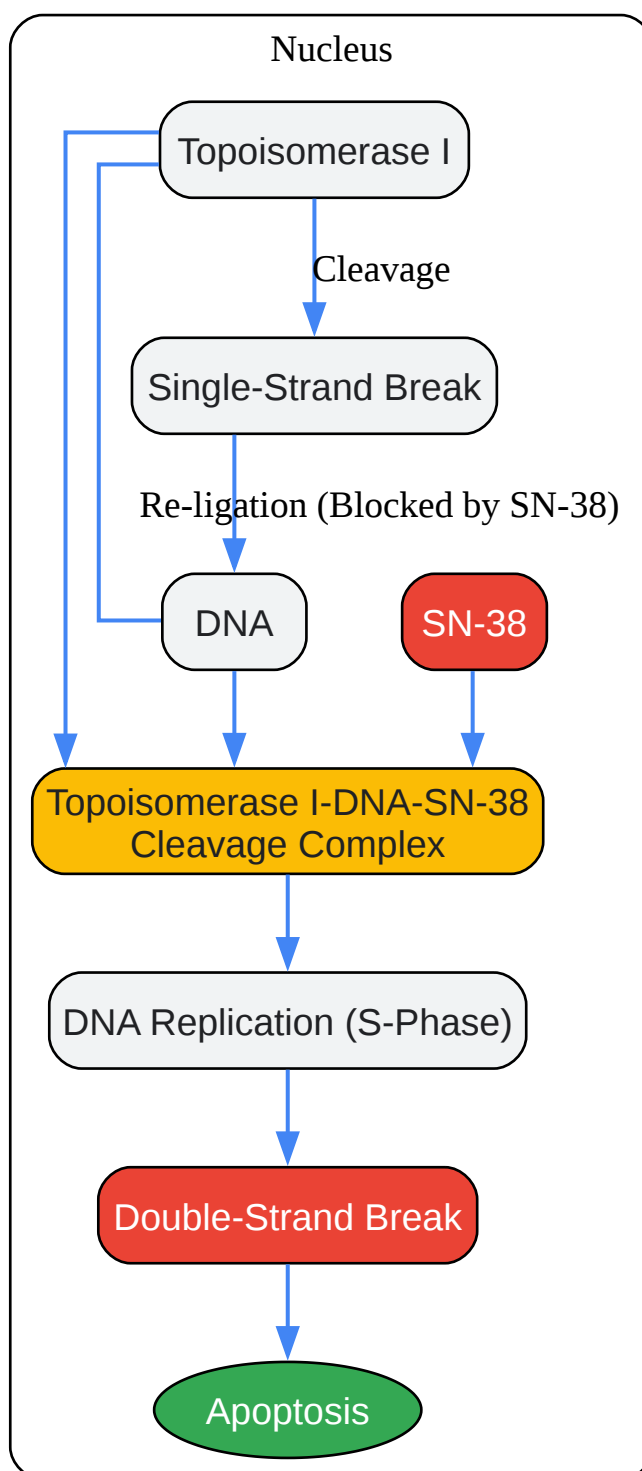 Nucleus
Topoisomerase I
Cleavage
Single-Strand Break
Re-ligation (Blocked by SN-38)
DNA
SN-38
Topoisomerase I-DNA-SN-38
Cleavage Complex
DNA Replication (S-Phase)
Double-Strand Break
Apoptosis